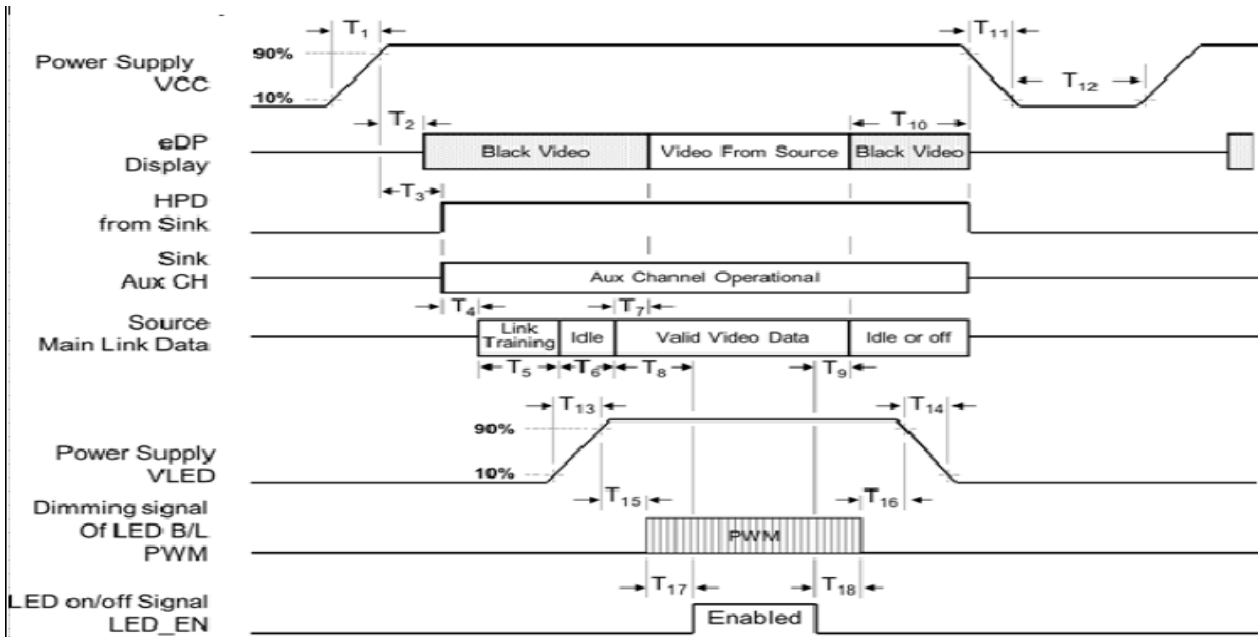 T1
T11
90%
Power Supply
VCC
10%
T12
T2
T10
eDP
Display
Black Video
Video From Source
Black Video
T3
HPD
from Sink
Sink
Aux CH
Aux Channel Operational
T4
T7
Source
Main Link Data
Link
Training
Idle
Valid Video Data
Idle or off
T5
T6
T8
T9
T13
T14
90%
Power Supply
VLED
10%
T15
T16
Dimming signal
Of LED B/L
PWM
PWM
T17
T18
LED on/off Signal
LED_EN
Enabled